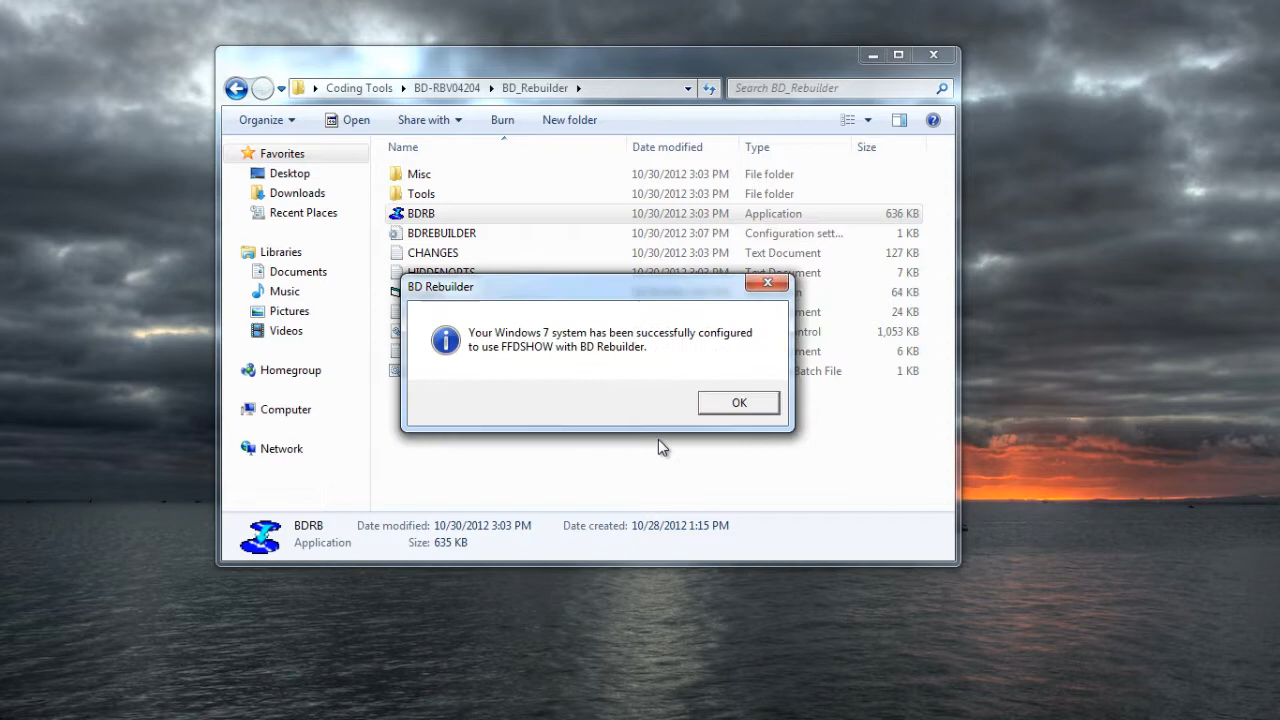 Coding Tools BD-RBV04204 BD_Rebuilder Search BD_Rebuilder
Organize Open Share with Burn New folder
Name Date modified Type Size
Favorites
Desktop
Downloads
Recent Places
Libraries
Documents
Music
Pictures
Videos
Homegroup
Computer
Network
Misc 10/30/2012 3:03 PM File folder
Tools 10/30/2012 3:03 PM File folder
BDRB 10/30/2012 3:03 PM Application 636 KB
BDREBUILDER 10/30/2012 3:07 PM Configuration sett... 1 KB
CHANGES 10/30/2012 3:03 PM Text Document 127 KB
HIDDENOPTS 10/30/2012 3:03 PM Text Document 7 KB
64 KB
24 KB
1,053 KB
6 KB
Batch File 1 KB
BD Rebuilder
Your Windows 7 system has been successfully configured
to use FFDSHOW with BD Rebuilder.
OK
BDRB Date modified: 10/30/2012 3:03 PM Date created: 10/28/2012 1:15 PM
Application Size: 635 KB